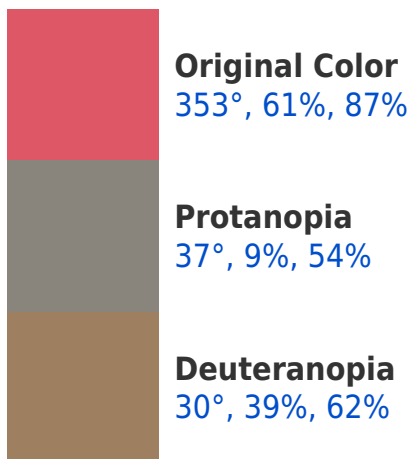 Original Color
353°, 61%, 87%
Protanopia
37°, 9%, 54%
Deuteranopia
30°, 39%, 62%